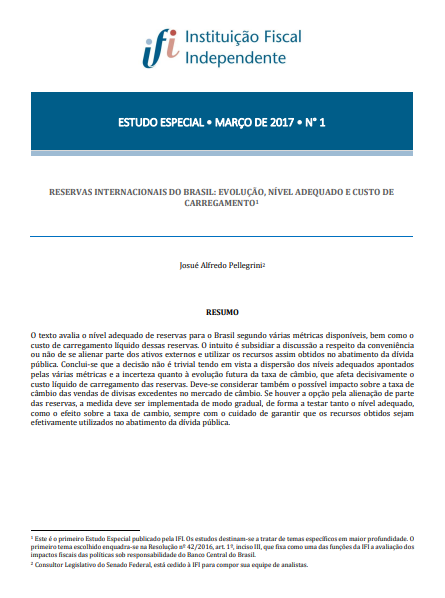 ifi Instituição Fiscal
Independente
ESTUDO ESPECIAL • MARÇO DE 2017 • N° 1
RESERVAS INTERNACIONAIS DO BRASIL: EVOLUÇÃO, NÍVEL ADEQUADO E CUSTO DE
CARREGAMENTO¹
Josué Alfredo Pellegrini²
RESUMO
O texto avalia o nível adequado de reservas para o Brasil segundo várias métricas disponíveis, bem como o
custo de carregamento líquido dessas reservas. O intuito é subsidiar a discussão a respeito da conveniência
ou não de se alienar parte dos ativos externos e utilizar os recursos assim obtidos no abatimento da dívida
pública. Conclui-se que a decisão não é trivial tendo em vista a dispersão dos níveis adequados apontados
pelas várias métricas e a incerteza quanto à evolução futura da taxa de câmbio, que afeta decisivamente o
custo líquido de carregamento das reservas. Deve-se considerar também o possível impacto sobre a taxa de
câmbio das vendas de divisas excedentes no mercado de câmbio. Se houver a opção pela alienação de parte
das reservas, a medida deve ser implementada de modo gradual, de forma a testar tanto o nível adequado,
como o efeito sobre a taxa de cambio, sempre com o cuidado de garantir que os recursos obtidos sejam
efetivamente utilizados no abatimento da dívida pública.
¹ Este é o primeiro Estudo Especial publicado pela IFI. Os estudos destinam-se a tratar de temas específicos em maior profundidade. O
primeiro tema escolhido enquadra-se na Resolução nº 42/2016, art. 1º, inciso III, que fixa como uma das funções da IFI a avaliação dos
impactos fiscais das políticas sob responsabilidade do Banco Central do Brasil.
² Consultor Legislativo do Senado Federal, está cedido à IFI para compor sua equipe de analistas.